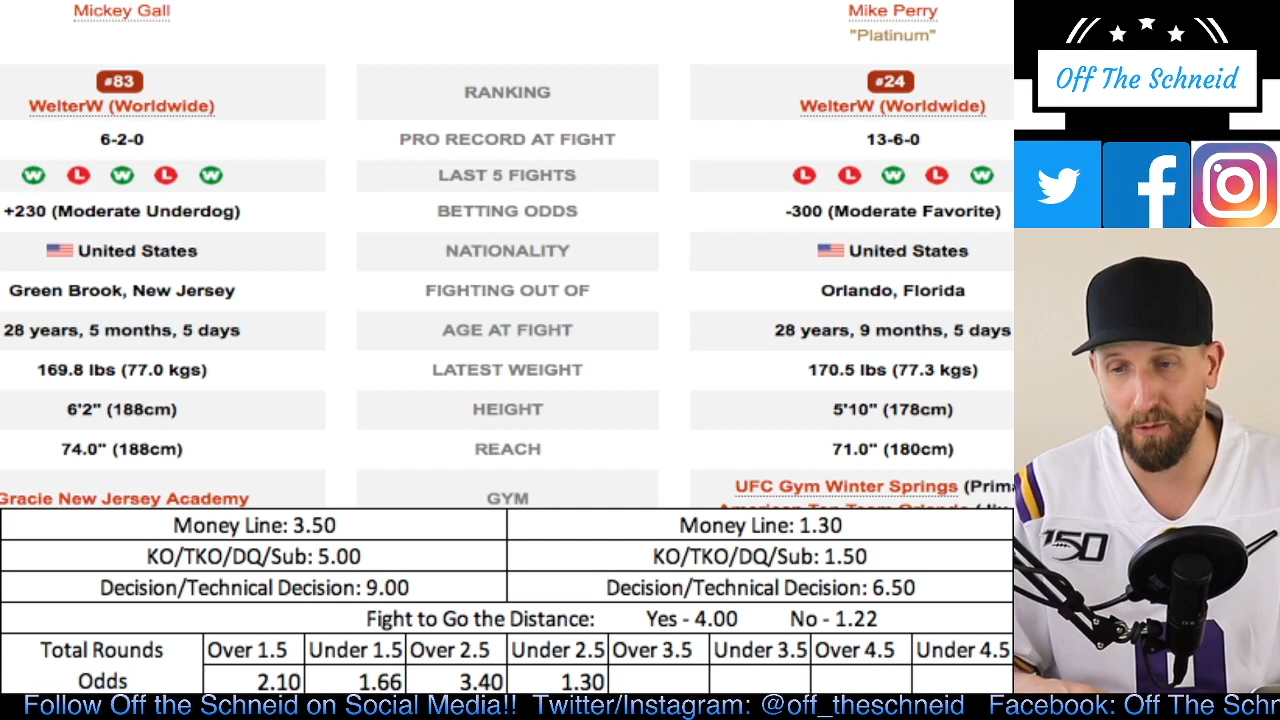 Mickey Gall
Mike Perry
"Platinum"
#83
WelterW (Worldwide)
RANKING
#24
WelterW (Worldwide)
6-2-0
PRO RECORD AT FIGHT
13-6-0
W L W L W
LAST 5 FIGHTS
L L W L W
+230 (Moderate Underdog)
BETTING ODDS
-300 (Moderate Favorite)
United States
NATIONALITY
United States
Green Brook, New Jersey
FIGHTING OUT OF
Orlando, Florida
28 years, 5 months, 5 days
AGE AT FIGHT
28 years, 9 months, 5 days
169.8 lbs (77.0 kgs)
LATEST WEIGHT
170.5 lbs (77.3 kgs)
6'2" (188cm)
HEIGHT
5'10" (178cm)
74.0" (188cm)
REACH
71.0" (180cm)
Gracie New Jersey Academy
GYM
UFC Gym Winter Springs (Prima
Money Line: 3.50
Money Line: 1.30
KO/TKO/DQ/Sub: 5.00
KO/TKO/DQ/Sub: 1.50
Decision/Technical Decision: 9.00
Decision/Technical Decision: 6.50
Fight to Go the Distance: Yes - 4.00 No - 1.22
Total Rounds Over 1.5 Under 1.5 Over 2.5 Under 2.5 Over 3.5 Under 3.5 Over 4.5 Under 4.5
Odds 2.10 1.66 3.40 1.30
Follow Off the Schneid on Social Media!! Twitter/Instagram: @off_theschneid Facebook: Off The Schn
Off The Schneid
150